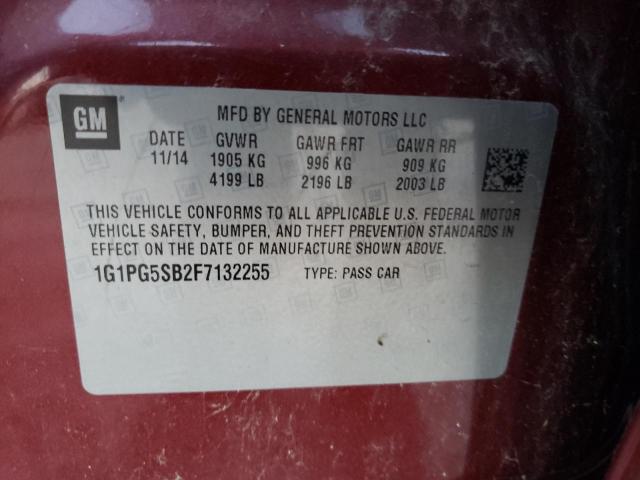 GM
MFD BY GENERAL MOTORS LLC
DATE GVWR GAWR FRT GAWR RR
11/14 1905 KG 996 KG 909 KG
4199 LB 2196 LB 2003 LB
THIS VEHICLE CONFORMS TO ALL APPLICABLE U.S. FEDERAL MOTOR
VEHICLE SAFETY, BUMPER, AND THEFT PREVENTION STANDARDS IN
EFFECT ON THE DATE OF MANUFACTURE SHOWN ABOVE.
1G1PG5SB2F7132255 TYPE: PASS CAR